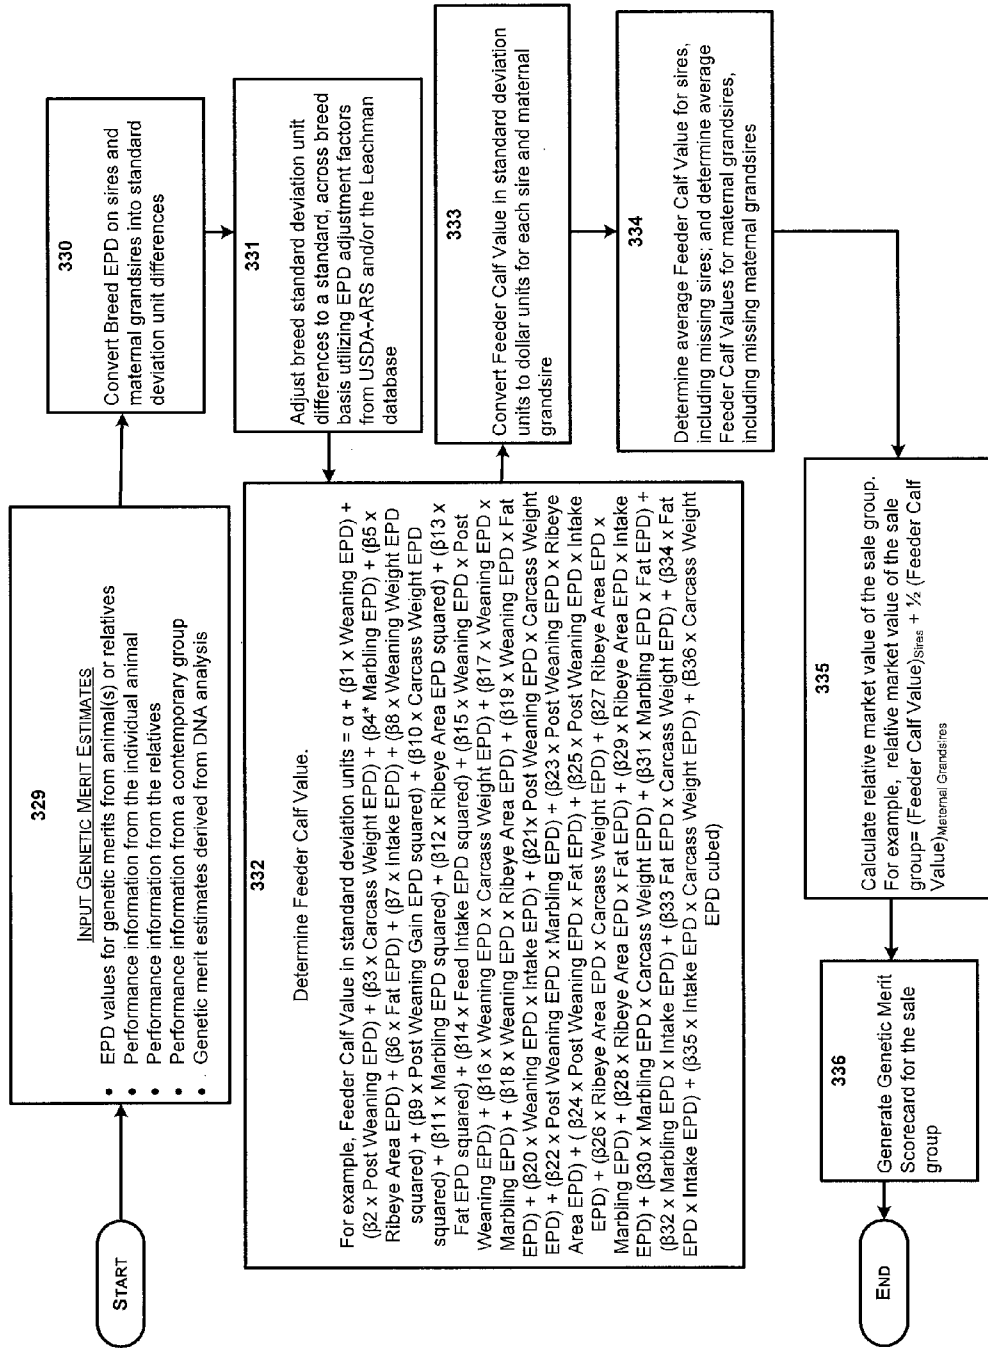 START
329
INPUT GENETIC MERIT ESTIMATES
• EPD values for genetic merits from animal(s) or relatives
• Performance information from the individual animal
• Performance information from the relatives
• Performance information from a contemporary group
• Genetic merit estimates derived from DNA analysis
330
Convert Breed EPD on sires and
maternal grandsires into standard
deviation unit differences
331
Adjust breed standard deviation unit
differences to a standard, across breed
basis utilizing EPD adjustment factors
from USDA-ARS and/or the Leachman
database
332
Determine Feeder Calf Value.
For example, Feeder Calf Value in standard deviation units = α + (β1 x Weaning EPD) +
(β2 x Post Weaning EPD) + (β3 x Carcass Weight EPD) + (β4* Marbling EPD) + (β5 x
Ribeye Area EPD) + (β6 x Fat EPD) + (β7 x Intake EPD) + (β8 x Weaning Weight EPD
squared) + (β9 x Post Weaning Gain EPD squared) + (β10 x Carcass Weight EPD
squared) + (β11 x Marbling EPD squared) + (β12 x Ribeye Area EPD squared) + (β13 x
Fat EPD squared) + (β14 x Feed Intake EPD squared) + (β15 x Weaning EPD x Post
Weaning EPD) + (β16 x Weaning EPD x Carcass Weight EPD) + (β17 x Weaning EPD x
Marbling EPD) + (β18 x Weaning EPD x Ribeye Area EPD) + (β19 x Weaning EPD x Fat
EPD) + (β20 x Weaning EPD x Intake EPD) + (β21x Post Weaning EPD x Carcass Weight
EPD) + (β22 x Post Weaning EPD x Marbling EPD) + (β23 x Post Weaning EPD x Ribeye
Area EPD) + ( β24 x Post Weaning EPD x Fat EPD) + (β25 x Post Weaning EPD x Intake
EPD) + (β26 x Ribeye Area EPD x Carcass Weight EPD) + (β27 Ribeye Area EPD x
Marbling EPD) + (β28 x Ribeye Area EPD x Fat EPD) + (β29 x Ribeye Area EPD x Intake
EPD) + (β30 x Marbling EPD x Carcass Weight EPD) + (β31 x Marbling EPD x Fat EPD) +
(β32 x Marbling EPD x Intake EPD) + (β33 Fat EPD x Carcass Weight EPD) + (β34 x Fat
EPD x Intake EPD) + (β35 x Intake EPD x Carcass Weight EPD) + (B36 x Carcass Weight
EPD cubed)
333
Convert Feeder Calf Value in standard deviation
units to dollar units for each sire and maternal
grandsire
334
Determine average Feeder Calf Value for sires,
including missing sires; and determine average
Feeder Calf Values for maternal grandsires,
including missing maternal grandsires
335
Calculate relative market value of the sale group.
For example, relative market value of the sale
group= (Feeder Calf Value)Sires + ½ (Feeder Calf
Value)Maternal Grandsires
336
Generate Genetic Merit
Scorecard for the sale
group
END